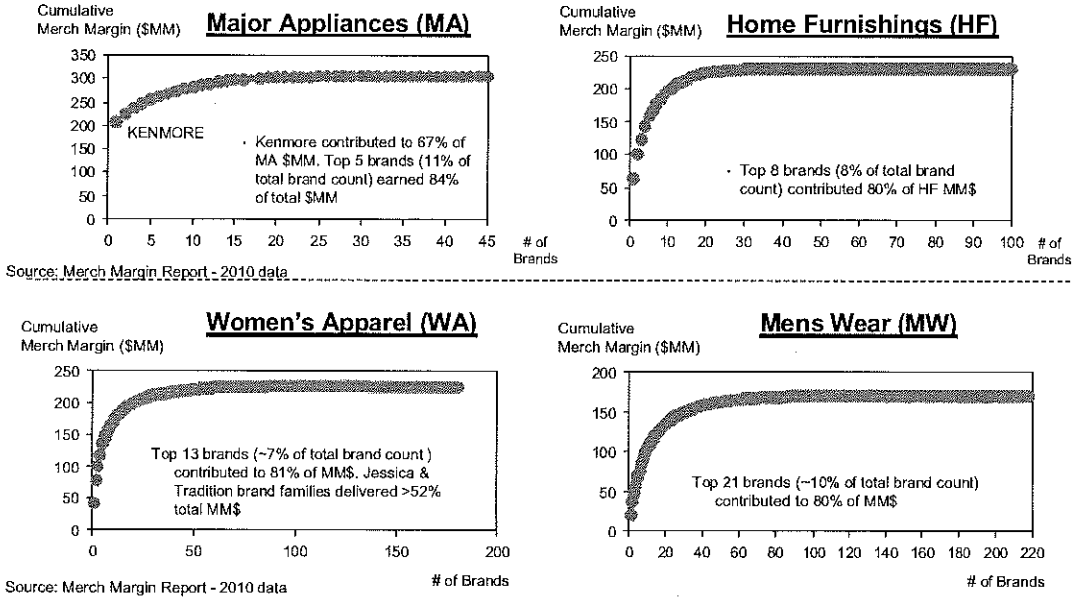 Cumulative
Merch Margin ($MM)
Major Appliances (MA)
350
300
250
200
150
100
50
0
KENMORE
• Kenmore contributed to 67% of
MA $MM. Top 5 brands (11% of
total brand count) earned 84%
of total $MM
0 5 10 15 20 25 30 35 40 45
# of
Brands
Source: Merch Margin Report - 2010 data
Cumulative
Merch Margin ($MM)
Home Furnishings (HF)
250
200
150
100
50
0
• Top 8 brands (8% of total brand
count) contributed 80% of HF MM$
0 10 20 30 40 50 60 70 80 90 100
# of
Brands
Cumulative
Merch Margin ($MM)
Women's Apparel (WA)
250
200
150
100
50
0
Top 13 brands (~7% of total brand count )
contributed to 81% of MM$. Jessica &
Tradition brand families delivered >52%
total MM$
0 50 100 150 200
# of Brands
Source: Merch Margin Report - 2010 data
Cumulative
Merch Margin ($MM)
Mens Wear (MW)
200
150
100
50
0
Top 21 brands (~10% of total brand count)
contributed to 80% of MM$
0 20 40 60 80 100 120 140 160 180 200 220
# of Brands